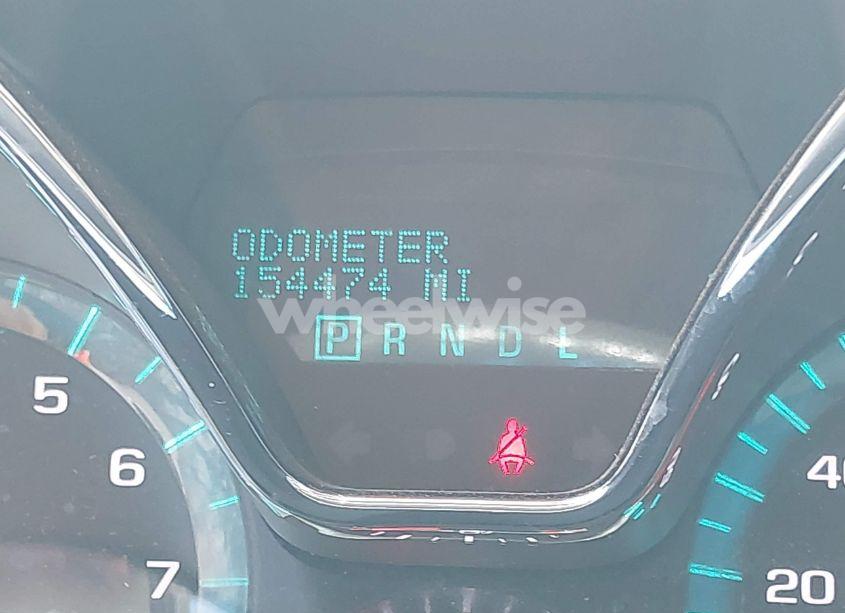 ODOMETER
154474 MI
wheelwise
P R N D L
5
6
7
40
20